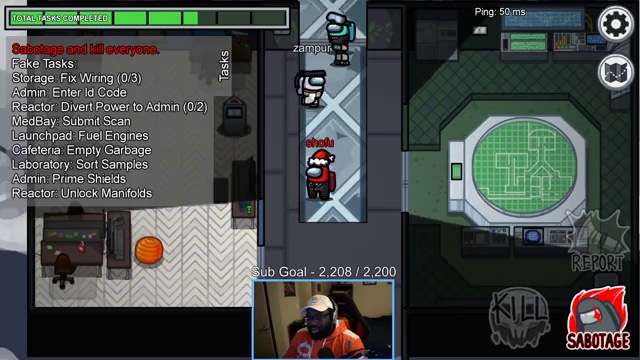 TOTAL TASKS COMPLETED
Ping: 50 ms
Sabotage and kill everyone.
Fake Tasks:
Storage: Fix Wiring (0/3)
Admin: Enter Id Code
Reactor: Divert Power to Admin (0/2)
MedBay: Submit Scan
Launchpad: Fuel Engines
Cafeteria: Empty Garbage
Laboratory: Sort Samples
Admin: Prime Shields
Reactor: Unlock Manifolds
Tasks
zampur
shofu
Sub Goal - 2,208 / 2,200
REPORT
KILL
SABOTAGE